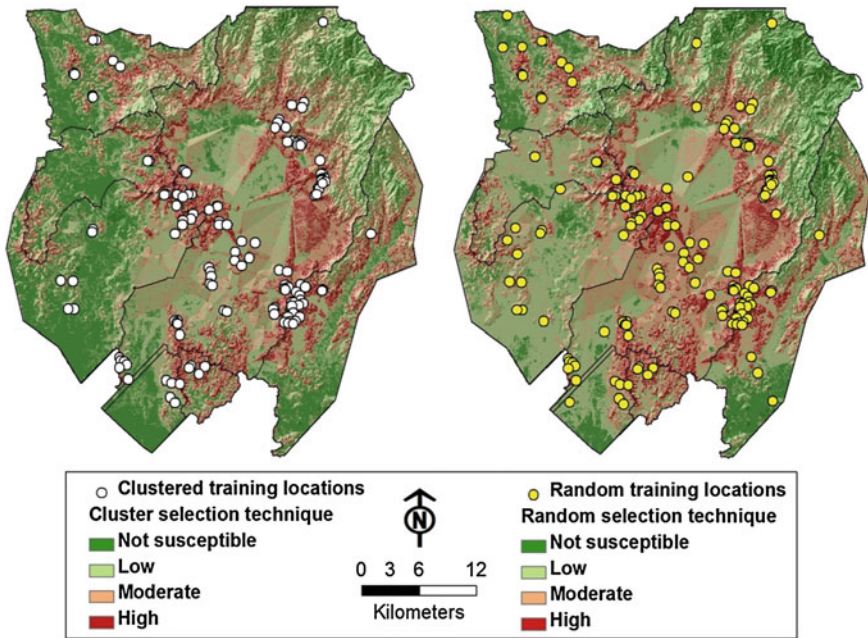 Clustered training locations
Cluster selection technique
Not susceptible
Low
Moderate
High
N
0 3 6 12
Kilometers
Random training locations
Random selection technique
Not susceptible
Low
Moderate
High